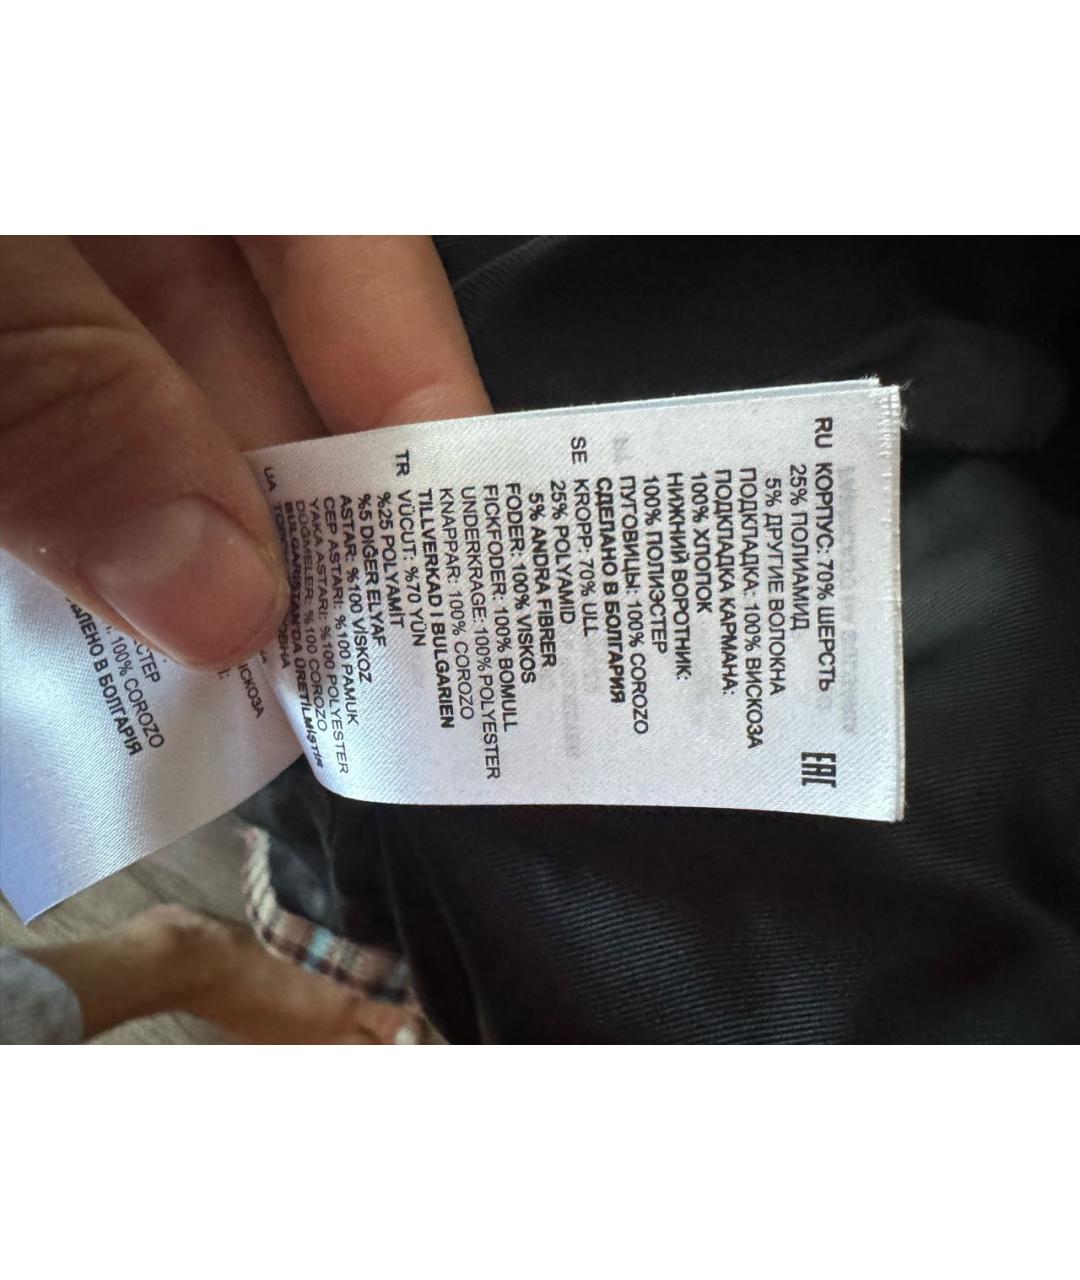 RU КОРПУС: 70% ШЕРСТЬ
25% ПОЛИАМИД
5% ДРУГИЕ ВОЛОКНА
ПОДКЛАДКА: 100% ВИСКОЗА
ПОДКЛАДКА КАРМАНА:
100% ХЛОПОК
НИЖНИЙ ВОРОТНИК:
100% ПОЛИЭСТЕР
ПУГОВИЦЫ: 100% COROZO
СДЕЛАНО В БОЛГАРИЯ
SE KROPP: 70% ULL
25% POLYAMID
5% ANDRA FIBRER
FODER: 100% VISKOS
FICKFODER: 100% BOMULL
UNDERKRAGE: 100% POLYESTER
KNAPPAR: 100% COROZO
TILLVERKAD I BULGARIEN
TR VÜCUT: %70 YÜN
%25 POLYAMİT
%5 DIĞER ELYAF
ASTAR: %100 VİSKOZ
CEP ASTARI: %100 PAMUK
YAKA ASTARI: %100 POLYESTER
DÜĞMELER: %100 COROZO
BULGARİSTAN'DA ÜRETİLMİŞTİR
UA
EAC
100% COROZO
В БОЛГАРІЯ